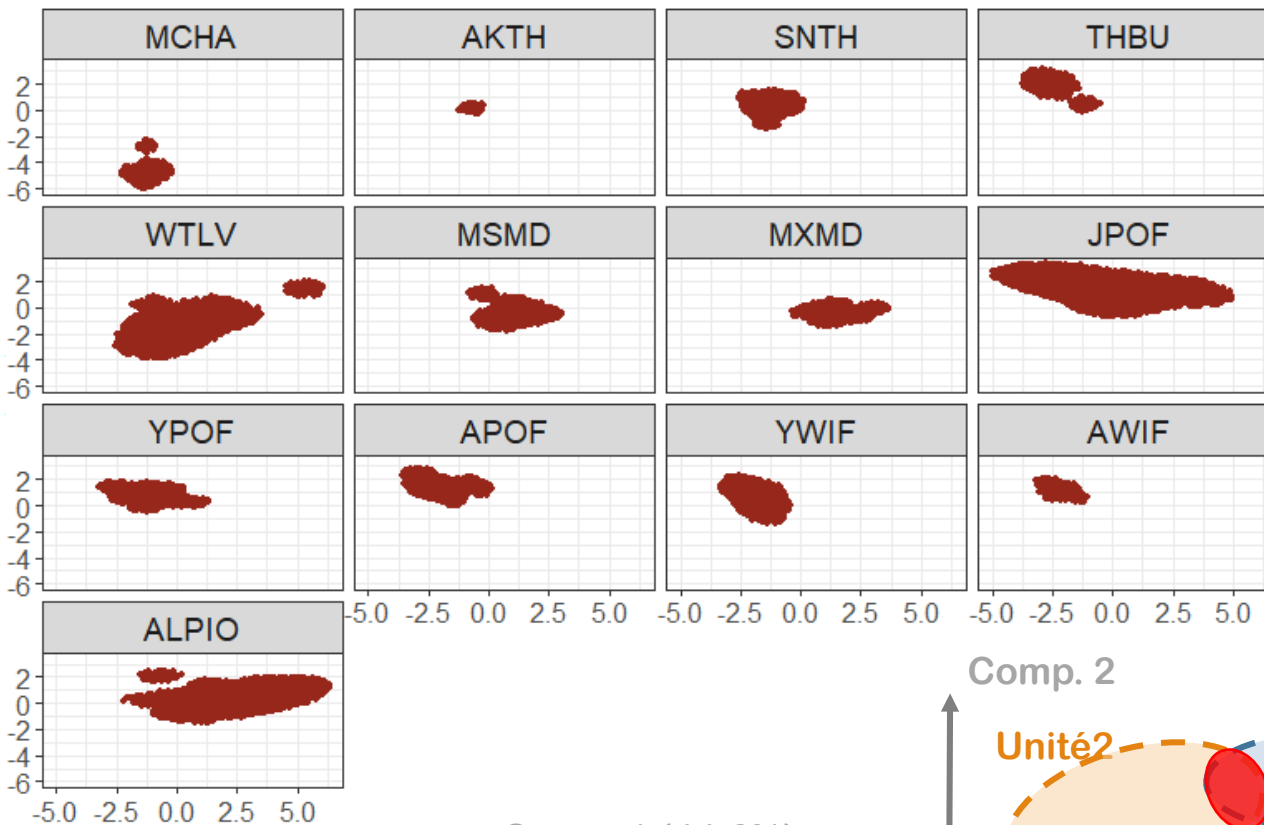 MCHA AKTH SNTH THBU
2
0
-2
-4
-6
WTLV MSMD MXMD JPOF
2
0
-2
-4
-6
YPOF APOF YWIF AWIF
2
0
-2
-4
-6
-5.0 -2.5 0.0 2.5 5.0 -5.0 -2.5 0.0 2.5 5.0 -5.0 -2.5 0.0 2.5 5.0
ALPIO
2
0
-2
-4
-6
-5.0 -2.5 0.0 2.5 5.0
Comp. 2
Unité2